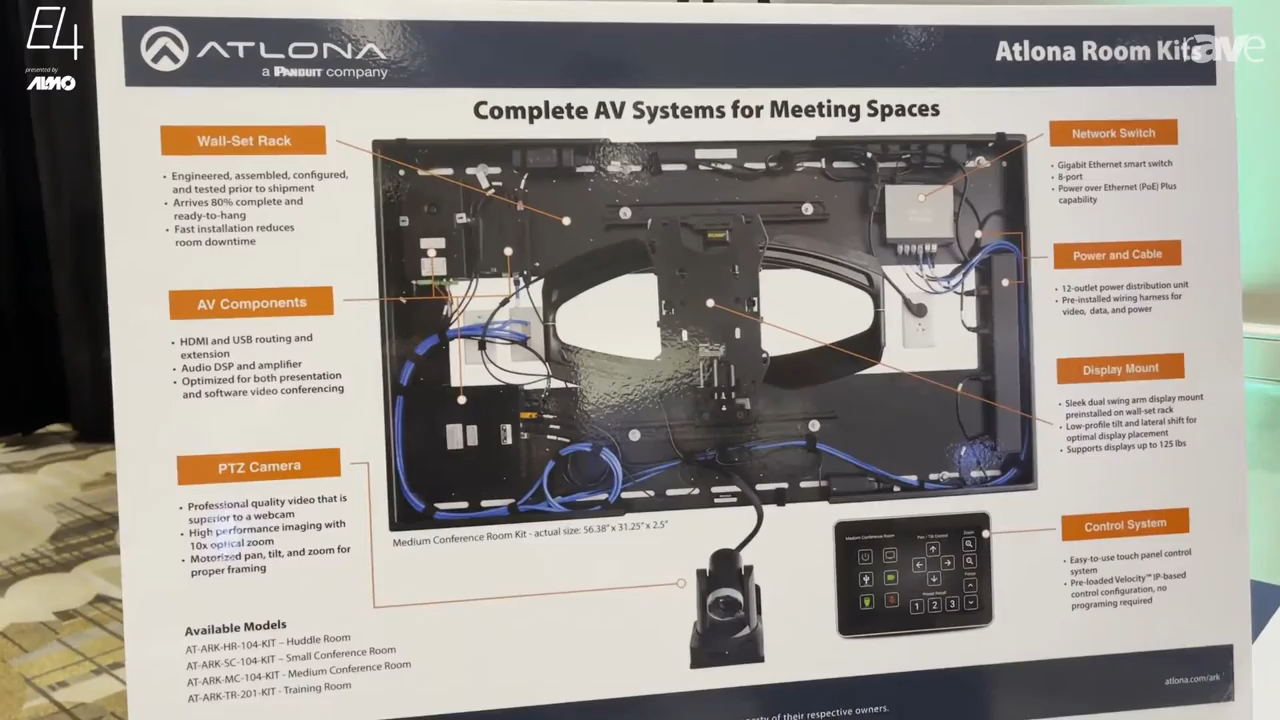 E4
presented by
ALMO
rave
ATLONA
a PANDUIT company
Atlona Room Kits
Complete AV Systems for Meeting Spaces
Wall-Set Rack
• Engineered, assembled, configured,
and tested prior to shipment
• Arrives 80% complete and
ready-to-hang
• Fast installation reduces
room downtime
AV Components
• HDMI and USB routing and
extension
• Audio DSP and amplifier
• Optimized for both presentation
and software video conferencing
PTZ Camera
• Professional quality video that is
superior to a webcam
• High performance imaging with
10x optical zoom
• Motorized pan, tilt, and zoom for
proper framing
Available Models
AT-ARK-HR-104-KIT – Huddle Room
AT-ARK-SC-104-KIT – Small Conference Room
AT-ARK-MC-104-KIT – Medium Conference Room
AT-ARK-TR-201-KIT - Training Room
Medium Conference Room Kit - actual size: 56.38" x 31.25" x 2.5"
Network Switch
• Gigabit Ethernet smart switch
• 8-port
• Power over Ethernet (PoE) Plus
capability
Power and Cable
• 12-outlet power distribution unit
• Pre-installed wiring harness for
video, data, and power
Display Mount
• Sleek dual swing arm display mount
preinstalled on wall-set rack
• Low-profile tilt and lateral shift for
optimal display placement
• Supports displays up to 125 lbs
Control System
• Easy-to-use touch panel control
system
• Pre-loaded Velocity™ IP-based
control configuration, no
programing required
Medium Conference Room
Pan / Tilt Control
Zoom
Focus
Preset Recall
1 2 3
atlona.com/ark
of their respective owners.